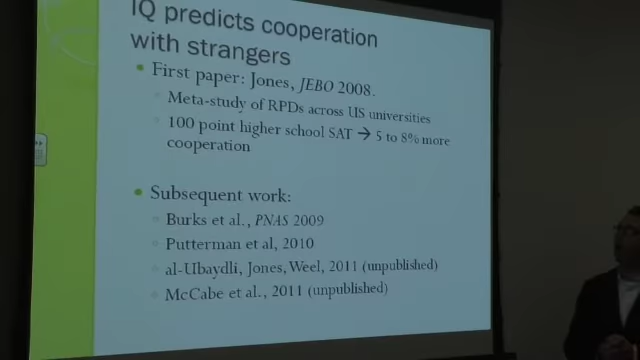 IQ predicts cooperation
with strangers
First paper: Jones, JEBO 2008.
Meta-study of RPDs across US universities
100 point higher school SAT → 5 to 8% more
cooperation
Subsequent work:
Burks et al., PNAS 2009
Putterman et al, 2010
al-Ubaydli, Jones, Weel, 2011 (unpublished)
McCabe et al., 2011 (unpublished)